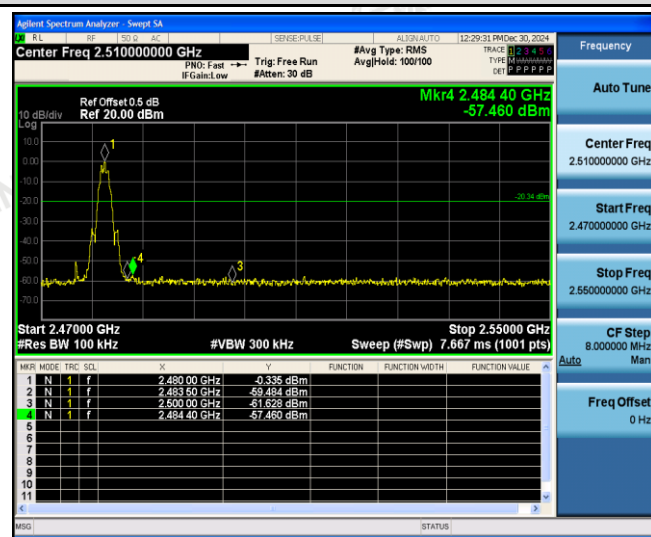 Agilent Spectrum Analyzer - Swept SA
RL RF 50 Ω AC SENSE:PULSE ALIGN AUTO 12:29:31 PM Dec 30, 2024
Center Freq 2.510000000 GHz
PNO: Fast
IFGain:Low
Trig: Free Run
#Atten: 30 dB
#Avg Type: RMS
Avg|Hold: 100/100
TRACE 1 2 3 4 5 6
TYPE M
DET P P P P P P
Mkr4 2.484 40 GHz
-57.460 dBm
Ref Offset 0.5 dB
10 dB/div Ref 20.00 dBm
Log
10.0
0.00
-10.0
-20.0
-30.0
-40.0
-50.0
-60.0
-70.0
1
4
3
-20.34 dBm
Start 2.47000 GHz Stop 2.55000 GHz
#Res BW 100 kHz #VBW 300 kHz Sweep (#Swp) 7.667 ms (1001 pts)
MKR MODE TRC SCL X Y FUNCTION FUNCTION WIDTH FUNCTION VALUE
1 N 1 f 2.480 00 GHz -0.335 dBm
2 N 1 f 2.483 50 GHz -59.484 dBm
3 N 1 f 2.500 00 GHz -61.628 dBm
4 N 1 f 2.484 40 GHz -57.460 dBm
5
6
7
8
9
10
11
MSG STATUS
Frequency
Auto Tune
Center Freq
2.510000000 GHz
Start Freq
2.470000000 GHz
Stop Freq
2.550000000 GHz
CF Step
8.000000 MHz
Auto Man
Freq Offset
0 Hz